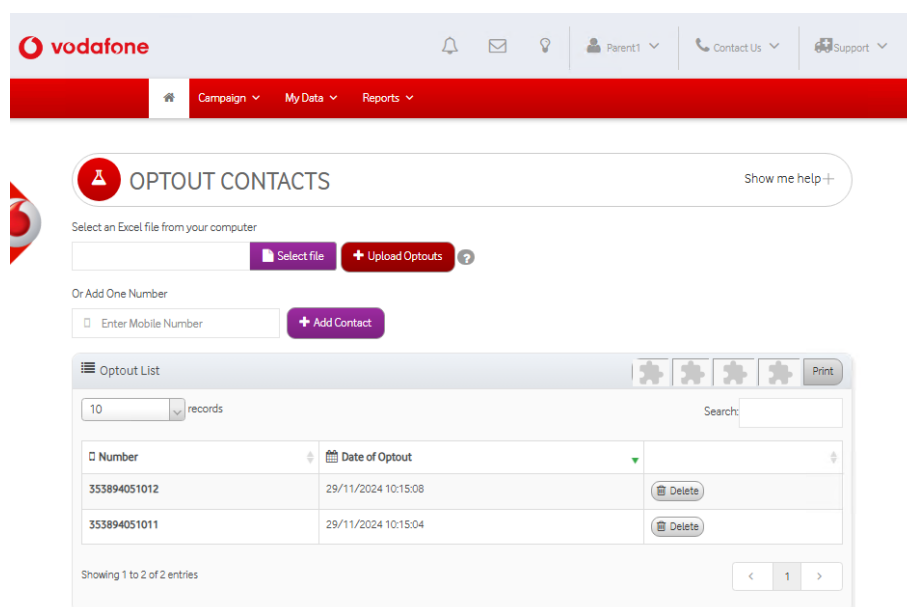 vodafone
Parent1
Contact Us
Support
Campaign
My Data
Reports
OPTOUT CONTACTS
Show me help+
Select an Excel file from your computer
Select file
+ Upload Optouts
?
Or Add One Number
Enter Mobile Number
+ Add Contact
Optout List
Print
10 records
Search:
Number
Date of Optout
353894051012 29/11/2024 10:15:08 Delete
353894051011 29/11/2024 10:15:04 Delete
Showing 1 to 2 of 2 entries
< 1 >